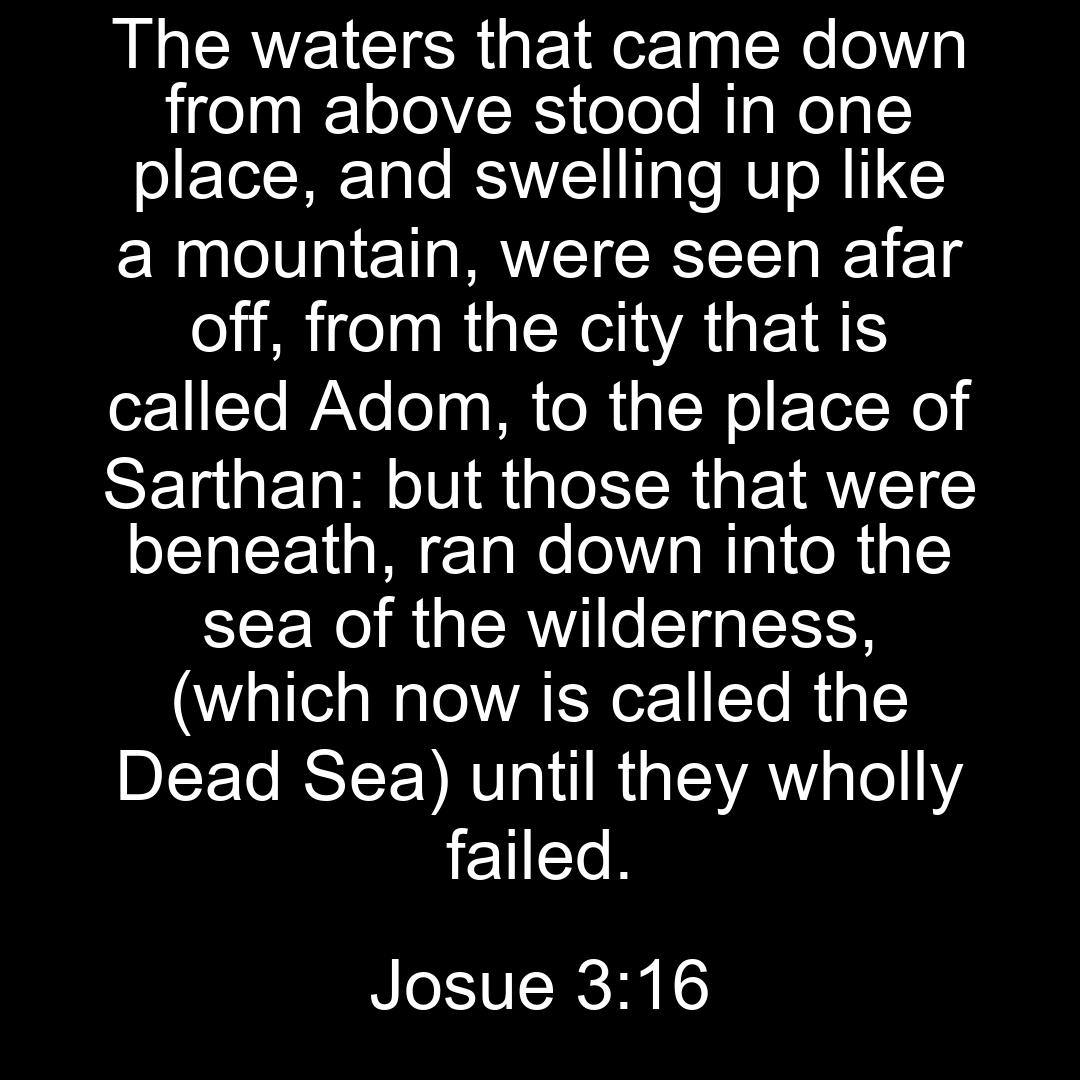 The waters that came down
from above stood in one
place, and swelling up like
a mountain, were seen afar
off, from the city that is
called Adom, to the place of
Sarthan: but those that were
beneath, ran down into the
sea of the wilderness,
(which now is called the
Dead Sea) until they wholly
failed.
Josue 3:16